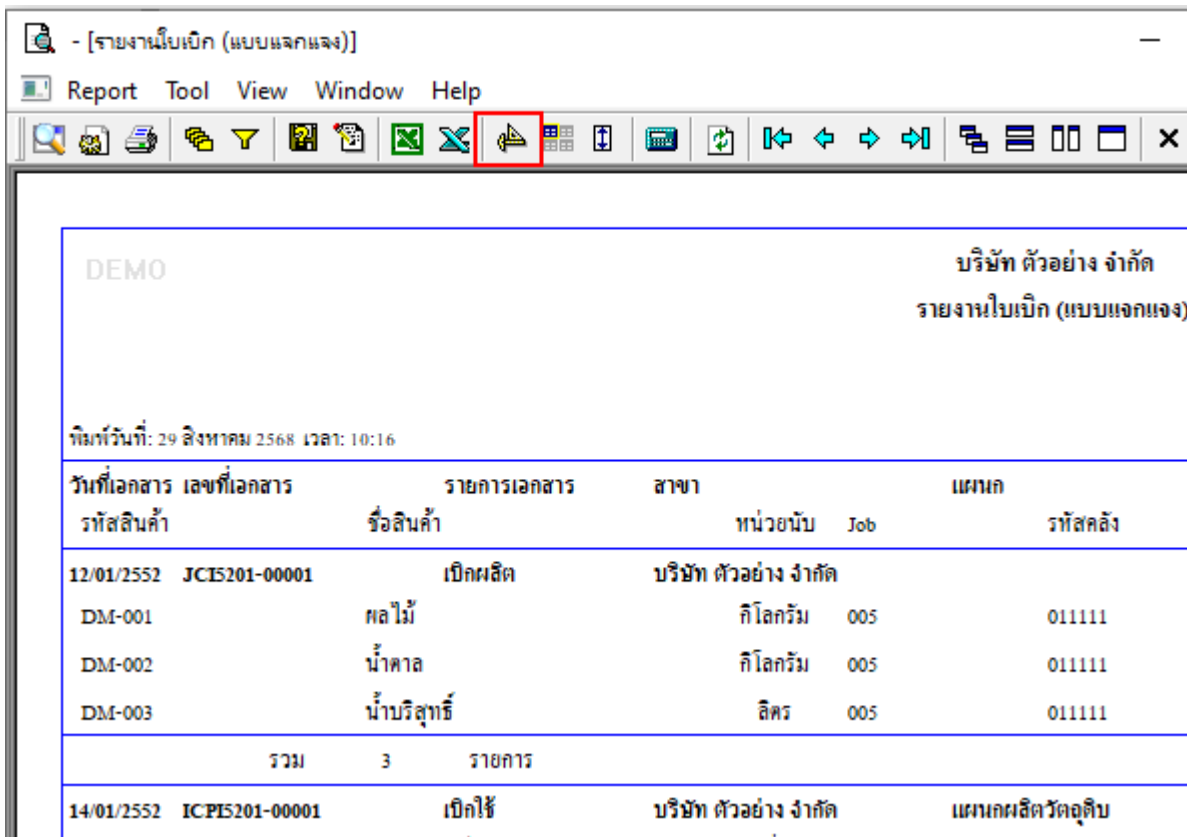 - [รายงานใบเบิก (แบบแจกแจง)]
Report Tool View Window Help
DEMO
บริษัท ตัวอย่าง จำกัด
รายงานใบเบิก (แบบแจกแจง)
พิมพ์วันที่: 29 สิงหาคม 2568 เวลา: 10:16
วันที่เอกสาร เลขที่เอกสาร รายการเอกสาร สาขา แผนก
รหัสสินค้า ชื่อสินค้า หน่วยนับ Job รหัสคลัง
12/01/2552 JCI5201-00001 เบิกผลิต บริษัท ตัวอย่าง จำกัด
DM-001 ผลไม้ กิโลกรัม 005 011111
DM-002 น้ำตาล กิโลกรัม 005 011111
DM-003 น้ำบริสุทธิ์ ลิตร 005 011111
รวม 3 รายการ
14/01/2552 ICPI5201-00001 เบิกใช้ บริษัท ตัวอย่าง จำกัด แผนกผลิตวัตถุดิบ